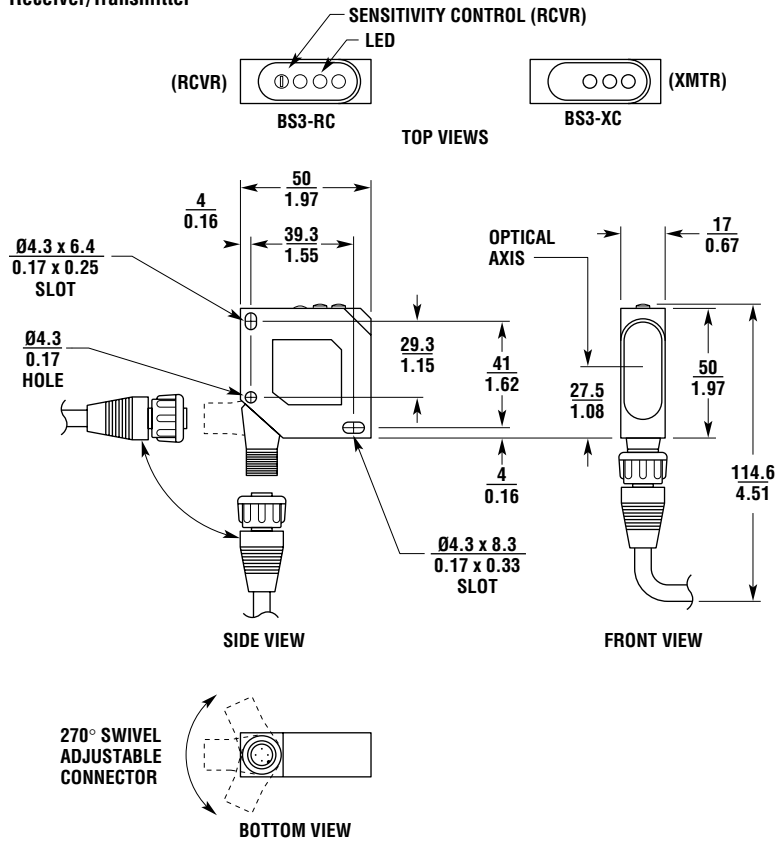 Receiver/Transmitter
SENSITIVITY CONTROL (RCVR)
LED
(RCVR)
(XMTR)
BS3-RC
BS3-XC
TOP VIEWS
50
1.97
4
0.16
39.3
1.55
Ø4.3 x 6.4
0.17 x 0.25
SLOT
Ø4.3
0.17
HOLE
29.3
1.15
41
1.62
4
0.16
Ø4.3 x 8.3
0.17 x 0.33
SLOT
SIDE VIEW
OPTICAL
AXIS
17
0.67
27.5
1.08
50
1.97
114.6
4.51
FRONT VIEW
270° SWIVEL
ADJUSTABLE
CONNECTOR
BOTTOM VIEW